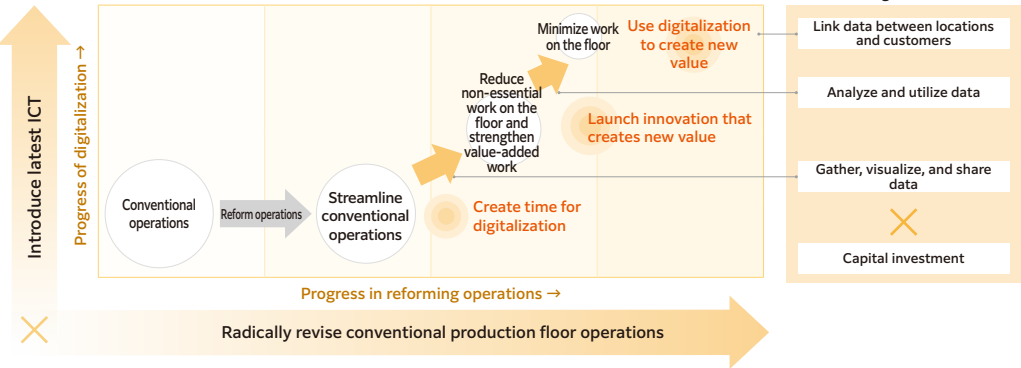 Introduce latest ICT
Progress of digitalization →
Conventional
operations
Reform operations
Streamline
conventional
operations
Create time for
digitalization
Reduce
non-essential
work on the
floor and
strengthen
value-added
work
Launch innovation that
creates new value
Minimize work
on the floor
Use digitalization
to create new
value
Link data between locations
and customers
Analyze and utilize data
Gather, visualize, and share
data
Capital investment
Progress in reforming operations →
Radically revise conventional production floor operations